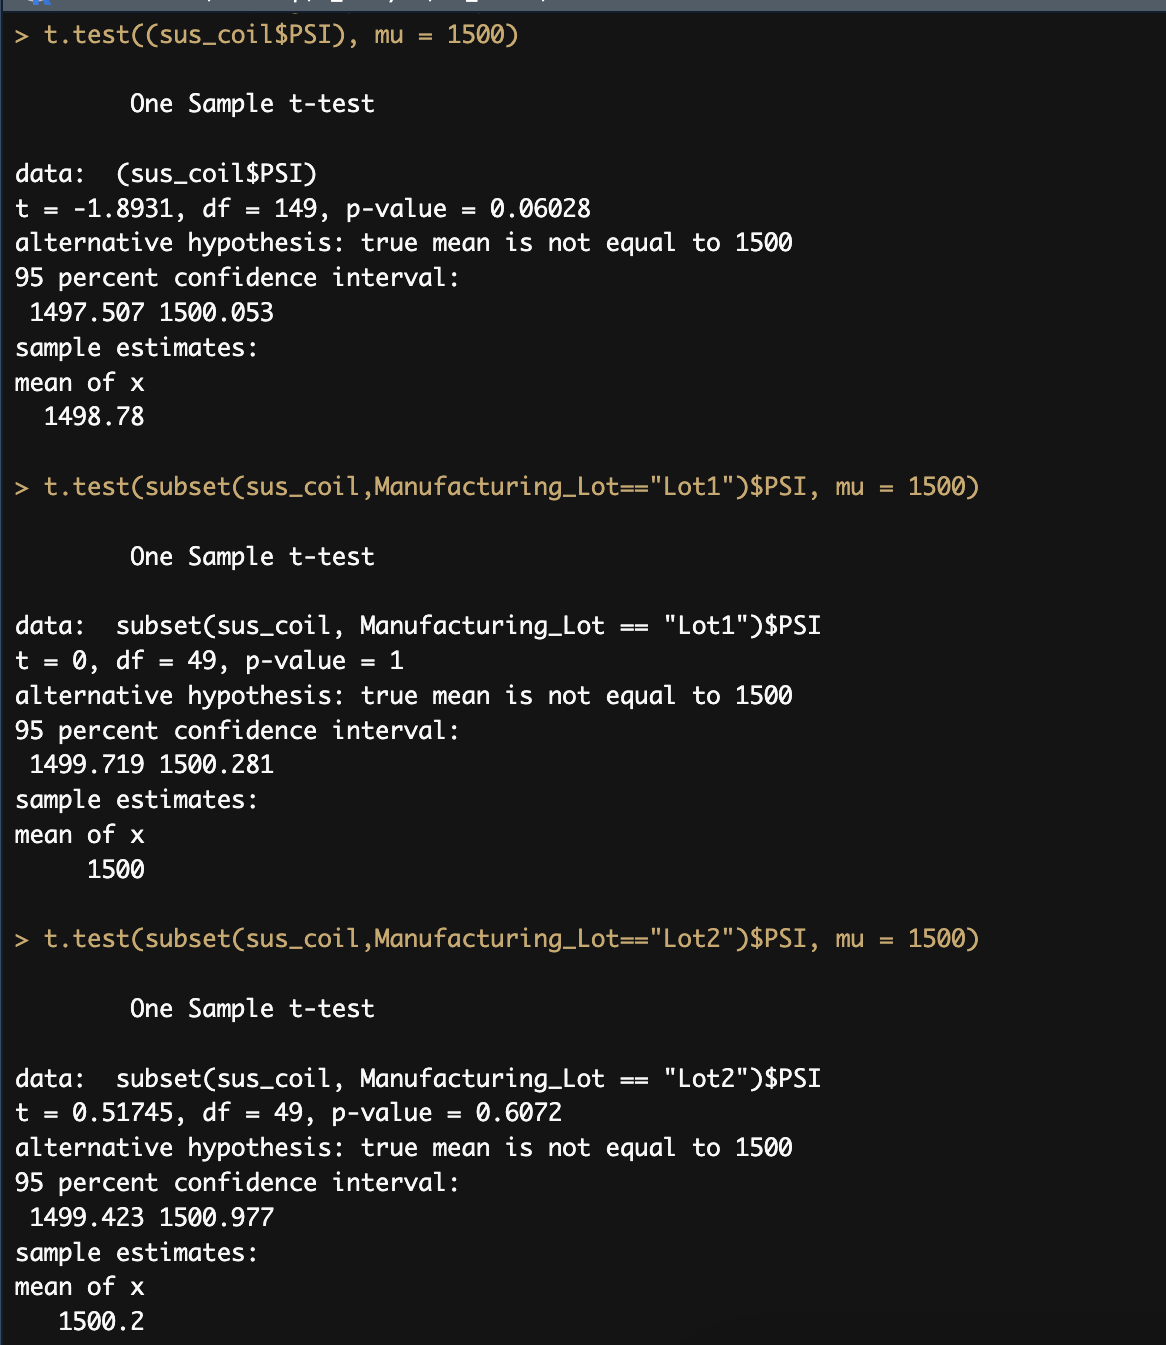 > t.test((sus_coil$PSI), mu = 1500)
One Sample t-test
data:  (sus_coil$PSI)
t = -1.8931, df = 149, p-value = 0.06028
alternative hypothesis: true mean is not equal to 1500
95 percent confidence interval:
1497.507 1500.053
sample estimates:
mean of x
1498.78
> t.test(subset(sus_coil,Manufacturing_Lot=="Lot1")$PSI, mu = 1500)
One Sample t-test
data:  subset(sus_coil, Manufacturing_Lot == "Lot1")$PSI
t = 0, df = 49, p-value = 1
alternative hypothesis: true mean is not equal to 1500
95 percent confidence interval:
1499.719 1500.281
sample estimates:
mean of x
1500
> t.test(subset(sus_coil,Manufacturing_Lot=="Lot2")$PSI, mu = 1500)
One Sample t-test
data:  subset(sus_coil, Manufacturing_Lot == "Lot2")$PSI
t = 0.51745, df = 49, p-value = 0.6072
alternative hypothesis: true mean is not equal to 1500
95 percent confidence interval:
1499.423 1500.977
sample estimates:
mean of x
1500.2